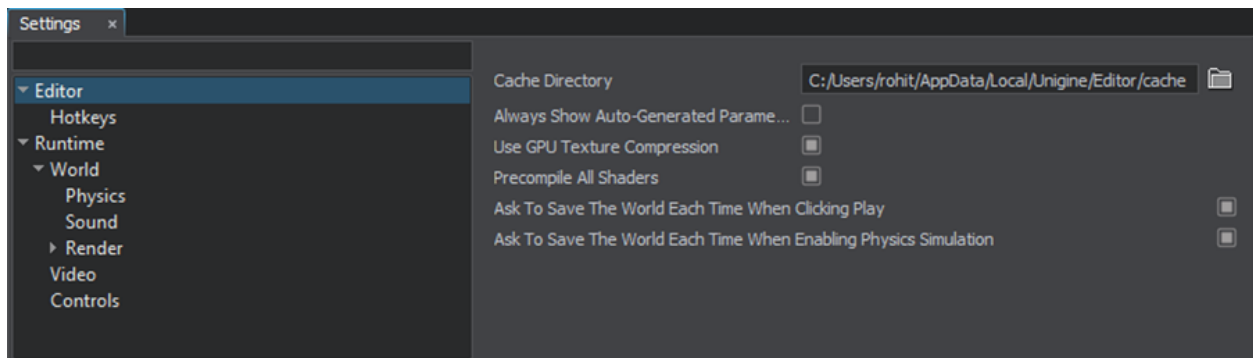 Settings ×
Editor
Hotkeys
Runtime
World
Physics
Sound
Render
Video
Controls
Cache Directory C:/Users/rohit/AppData/Local/Unigine/Editor/cache
Always Show Auto-Generated Parame...
Use GPU Texture Compression
Precompile All Shaders
Ask To Save The World Each Time When Clicking Play
Ask To Save The World Each Time When Enabling Physics Simulation